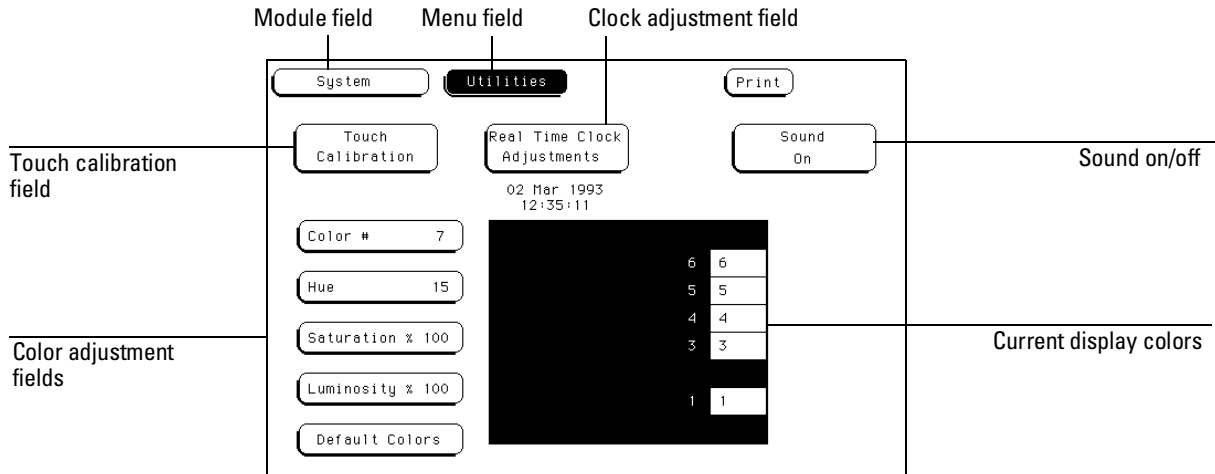 Module field
Menu field
Clock adjustment field
System
Utilities
Print
Touch
Calibration
Real Time Clock
Adjustments
Sound
On
Touch calibration
field
Sound on/off
02 Mar 1993
12:35:11
Color # 7
6 6
Hue 15
5 5
4 4
Saturation % 100
3 3
Color adjustment
fields
Current display colors
Luminosity % 100
1 1
Default Colors